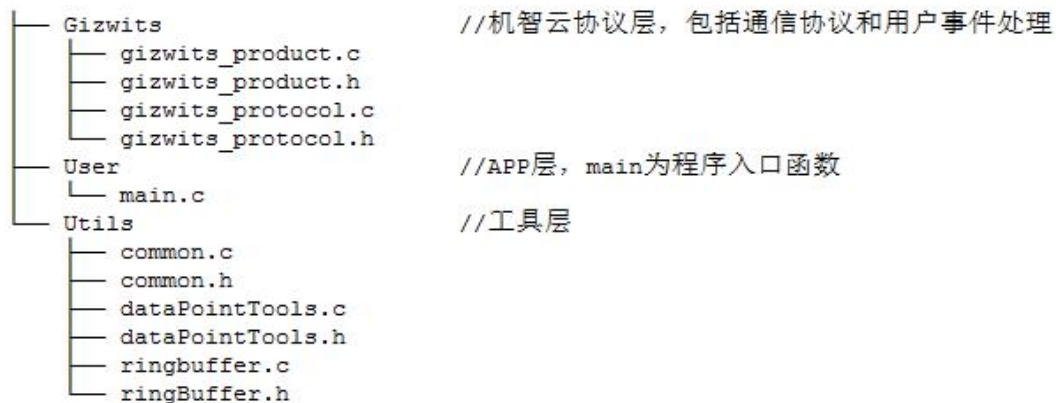 ├── Gizwits //机智云协议层，包括通信协议和用户事件处理
│ ├── gizwits_product.c
│ ├── gizwits_product.h
│ ├── gizwits_protocol.c
│ └── gizwits_protocol.h
├── User //APP层，main为程序入口函数
│ └── main.c
└── Utils //工具层
├── common.c
├── common.h
├── dataPointTools.c
├── dataPointTools.h
├── ringbuffer.c
└── ringBuffer.h